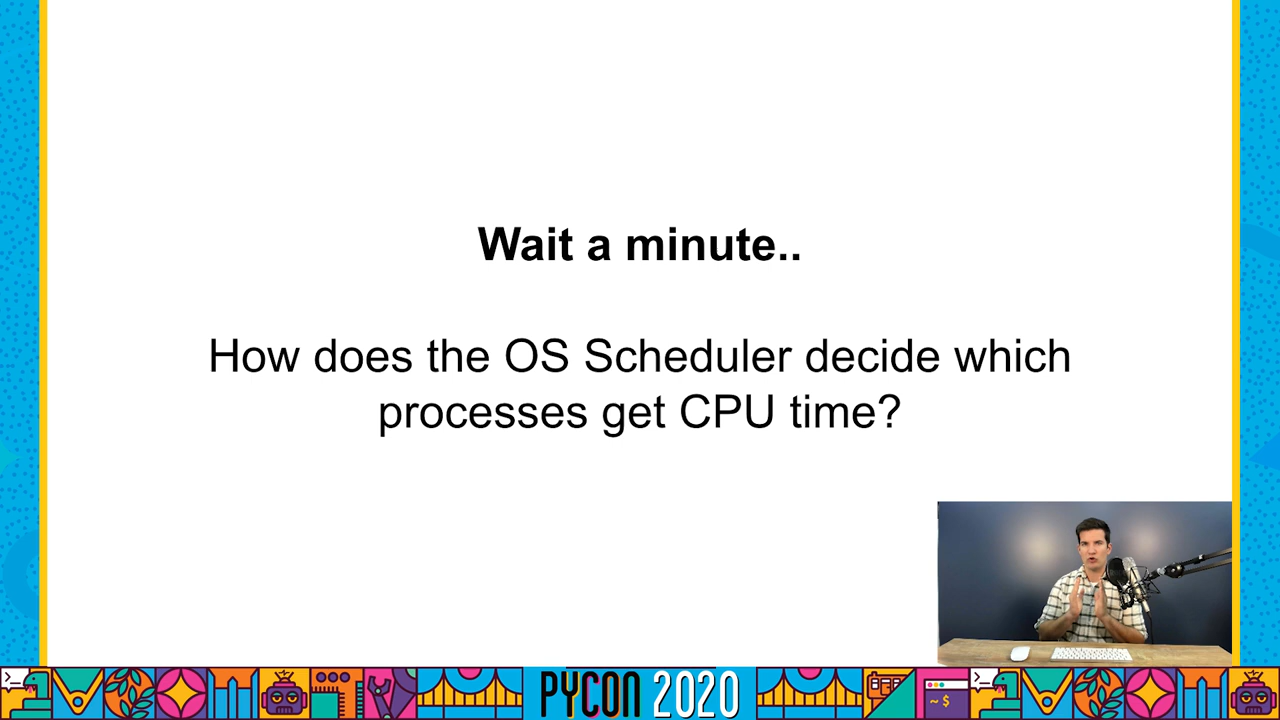 Wait a minute..
How does the OS Scheduler decide which
processes get CPU time?
PYCON 2020
~$